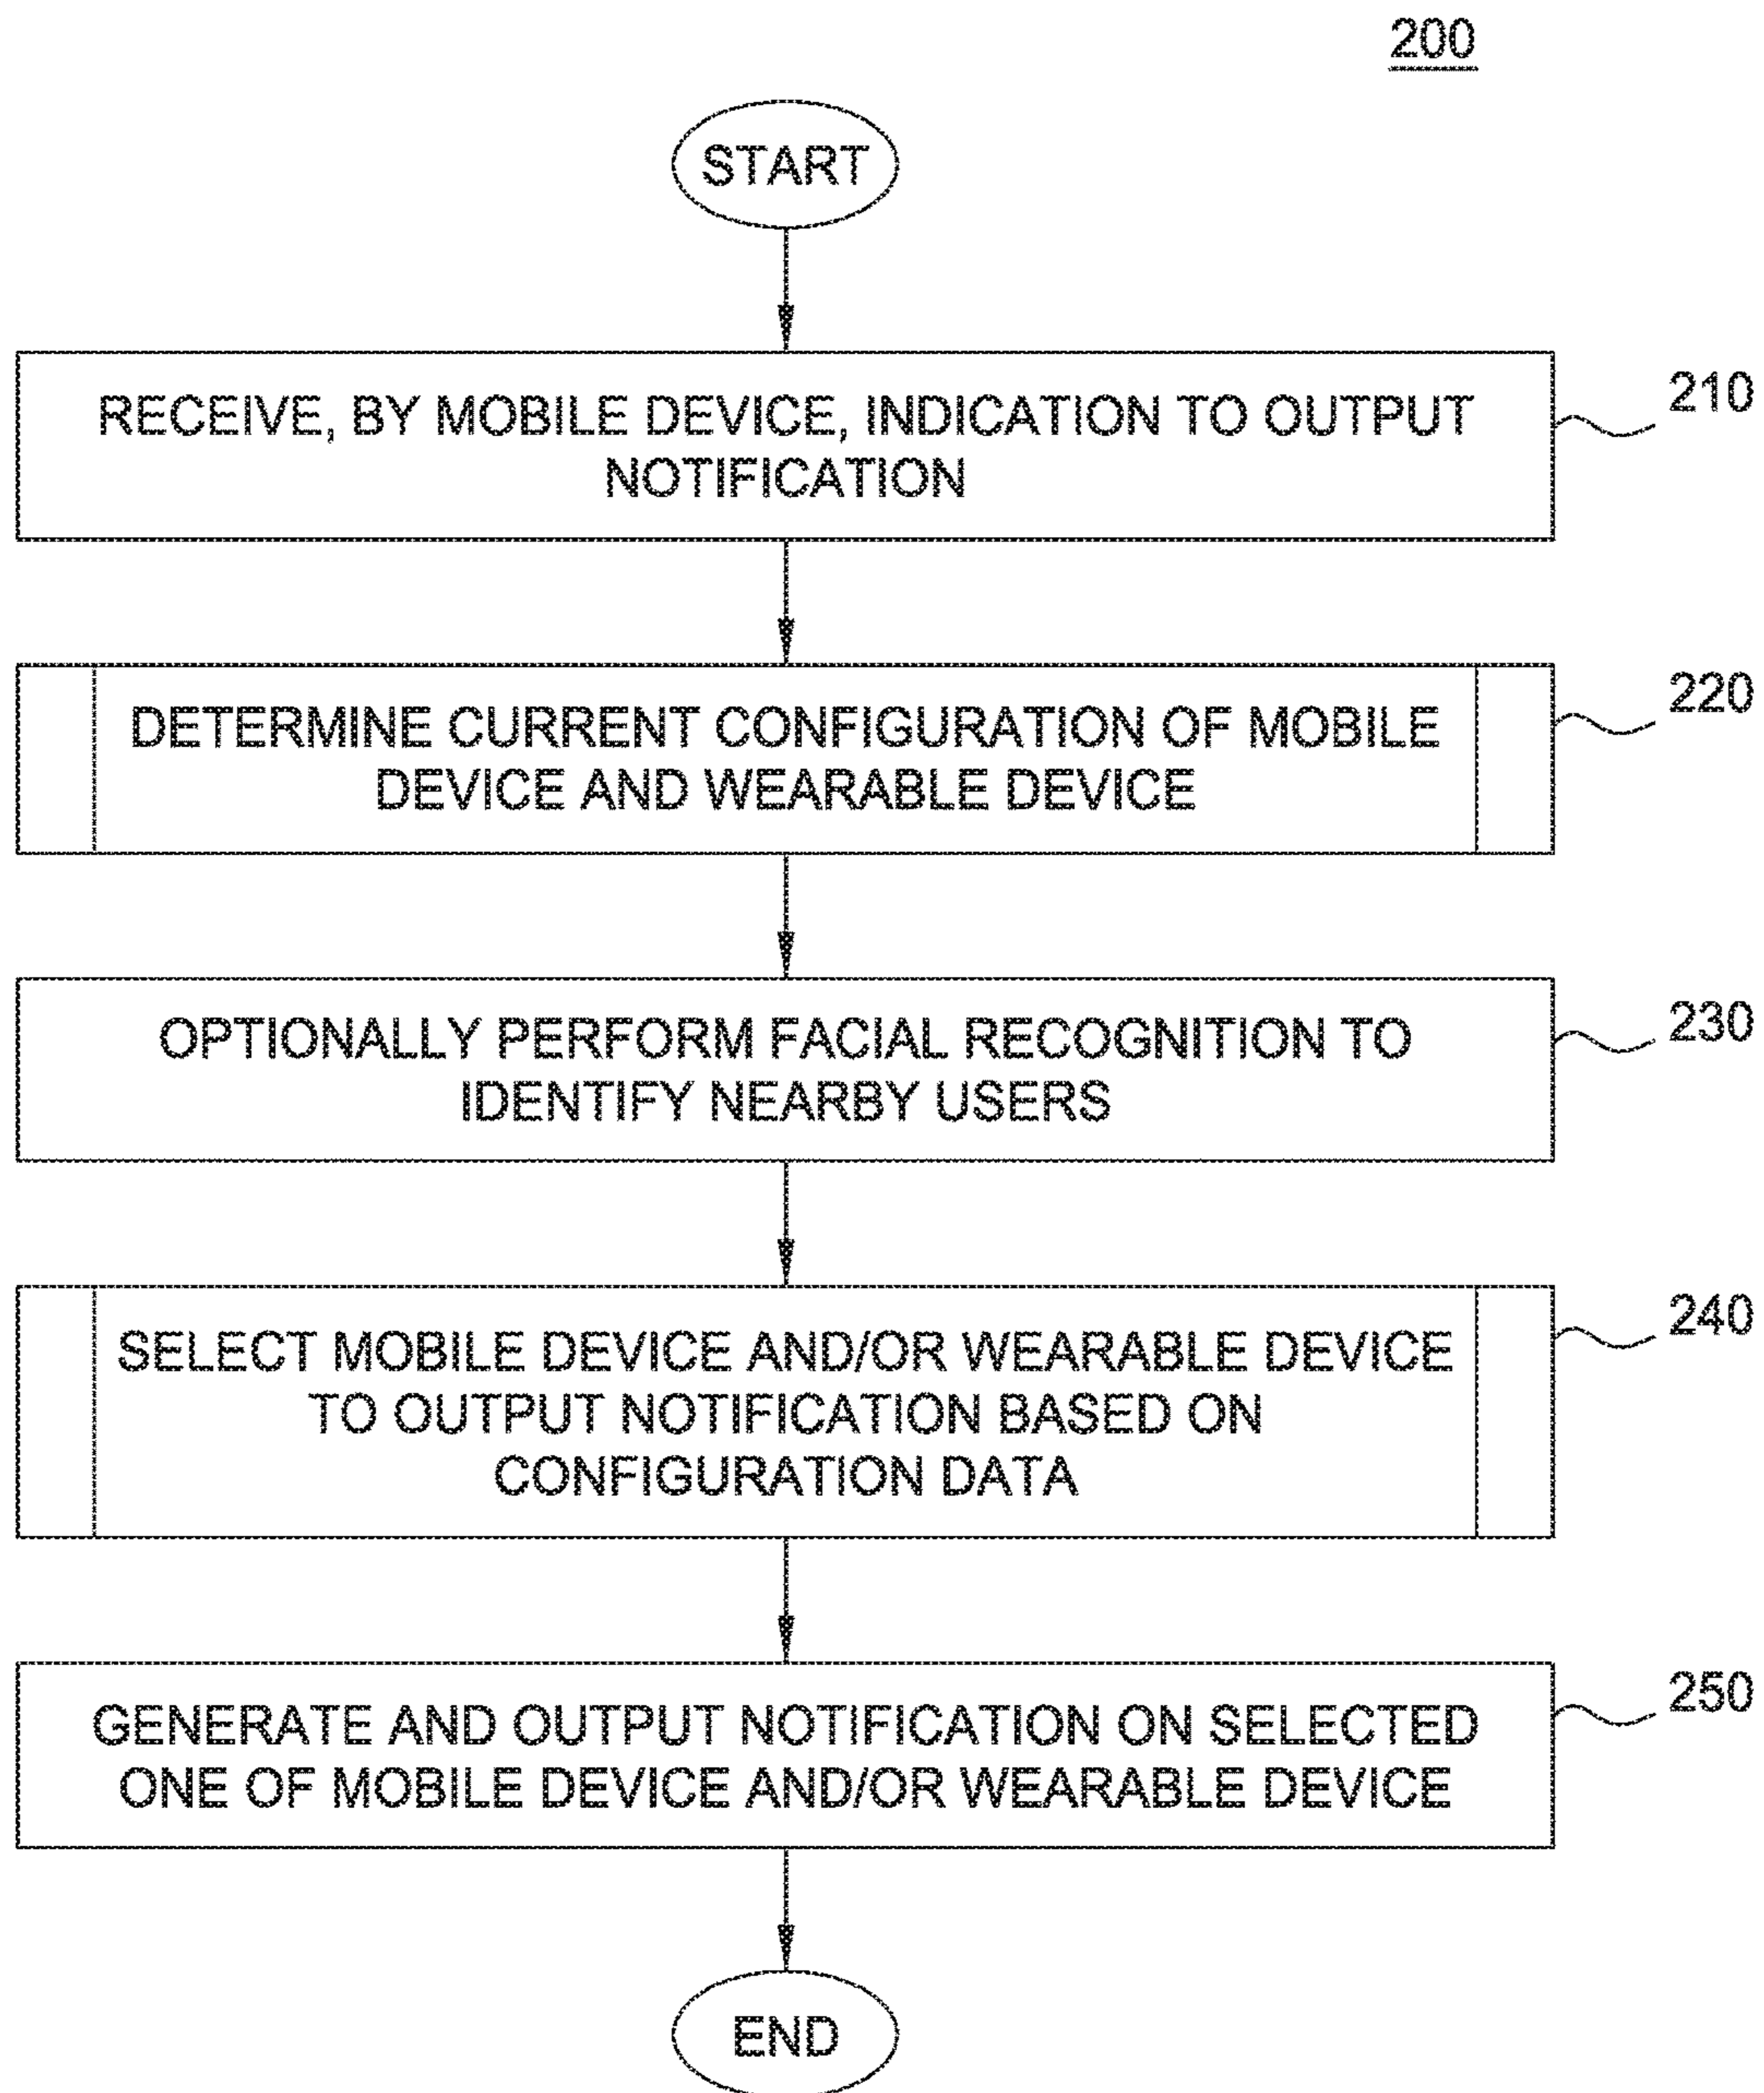 200
START
RECEIVE, BY MOBILE DEVICE, INDICATION TO OUTPUT
NOTIFICATION
210
DETERMINE CURRENT CONFIGURATION OF MOBILE
DEVICE AND WEARABLE DEVICE
220
OPTIONALLY PERFORM FACIAL RECOGNITION TO
IDENTIFY NEARBY USERS
230
SELECT MOBILE DEVICE AND/OR WEARABLE DEVICE
TO OUTPUT NOTIFICATION BASED ON
CONFIGURATION DATA
240
GENERATE AND OUTPUT NOTIFICATION ON SELECTED
ONE OF MOBILE DEVICE AND/OR WEARABLE DEVICE
250
END